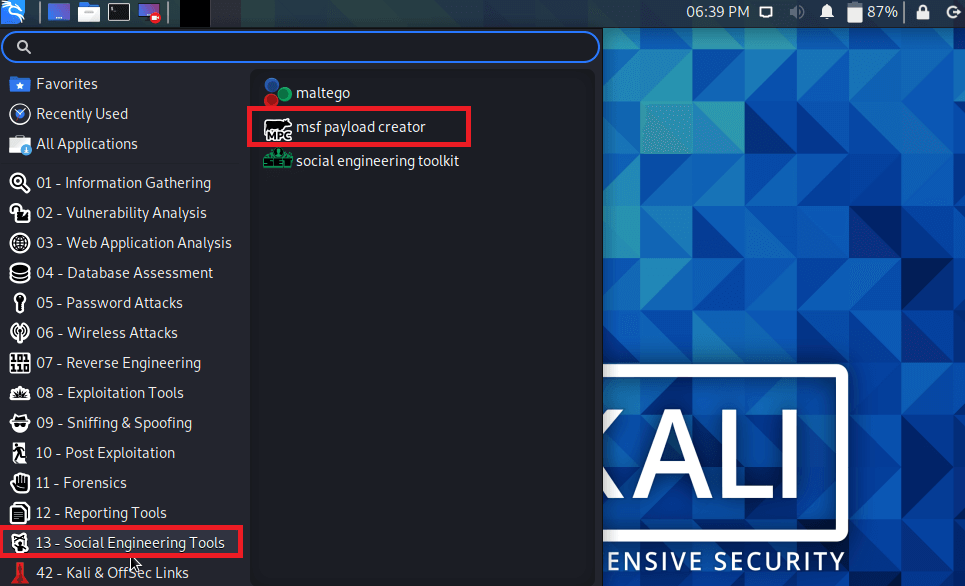 06:39 PM 87%
Favorites
Recently Used
All Applications
01 - Information Gathering
02 - Vulnerability Analysis
03 - Web Application Analysis
04 - Database Assessment
05 - Password Attacks
06 - Wireless Attacks
07 - Reverse Engineering
08 - Exploitation Tools
09 - Sniffing & Spoofing
10 - Post Exploitation
11 - Forensics
12 - Reporting Tools
13 - Social Engineering Tools
42 - Kali & OffSec Links
maltego
MPC
msf payload creator
SET
social engineering toolkit
KALI
ENSIVE SECURITY